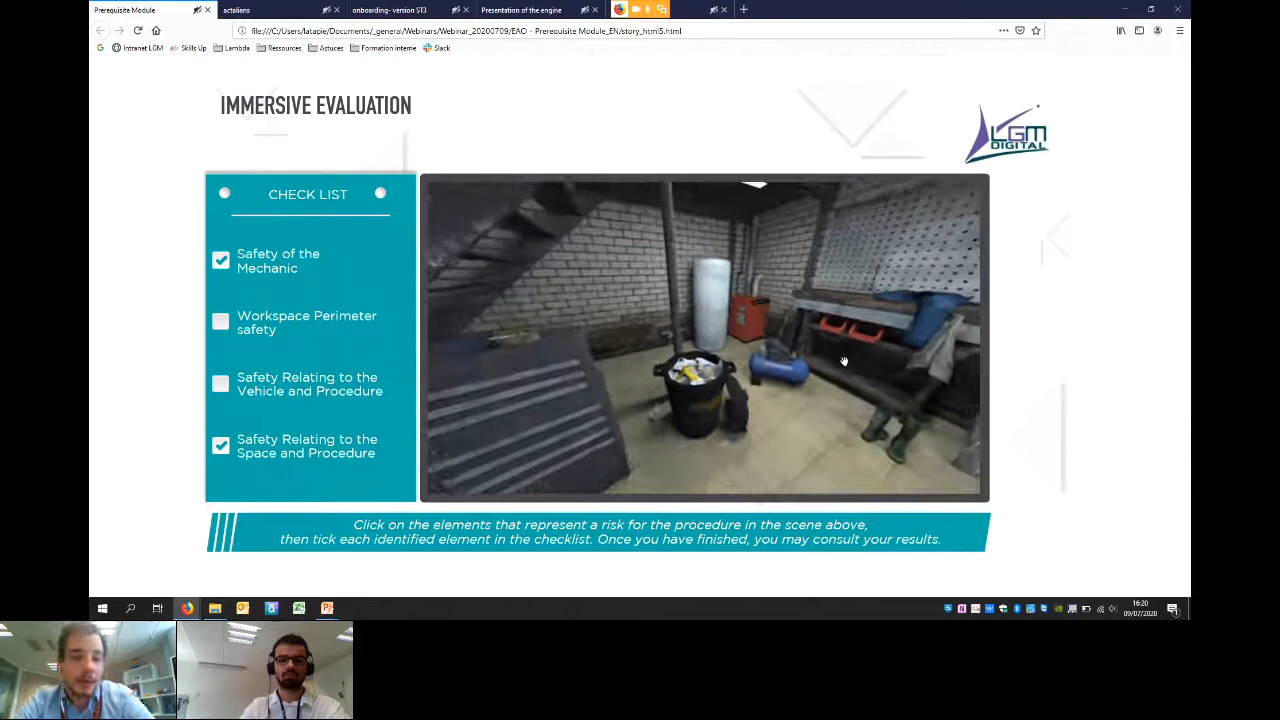 Prerequisite Module
actalians
onboarding- version ST3
Presentation of the engine
file:///C:/Users/latapie/Documents/_general/Webinars/Webinar_20200709/EAO - Prerequisite Module_EN/story_html5.html
Intranet LGM
Skills Up
Lambda
Ressources
Astuces
Formation interne
Slack
IMMERSIVE EVALUATION
LGM
DIGITAL
CHECK LIST
Safety of the
Mechanic
Workspace Perimeter
safety
Safety Relating to the
Vehicle and Procedure
Safety Relating to the
Space and Procedure
Click on the elements that represent a risk for the procedure in the scene above,
then tick each identified element in the checklist. Once you have finished, you may consult your results.
16:20
09/07/2020